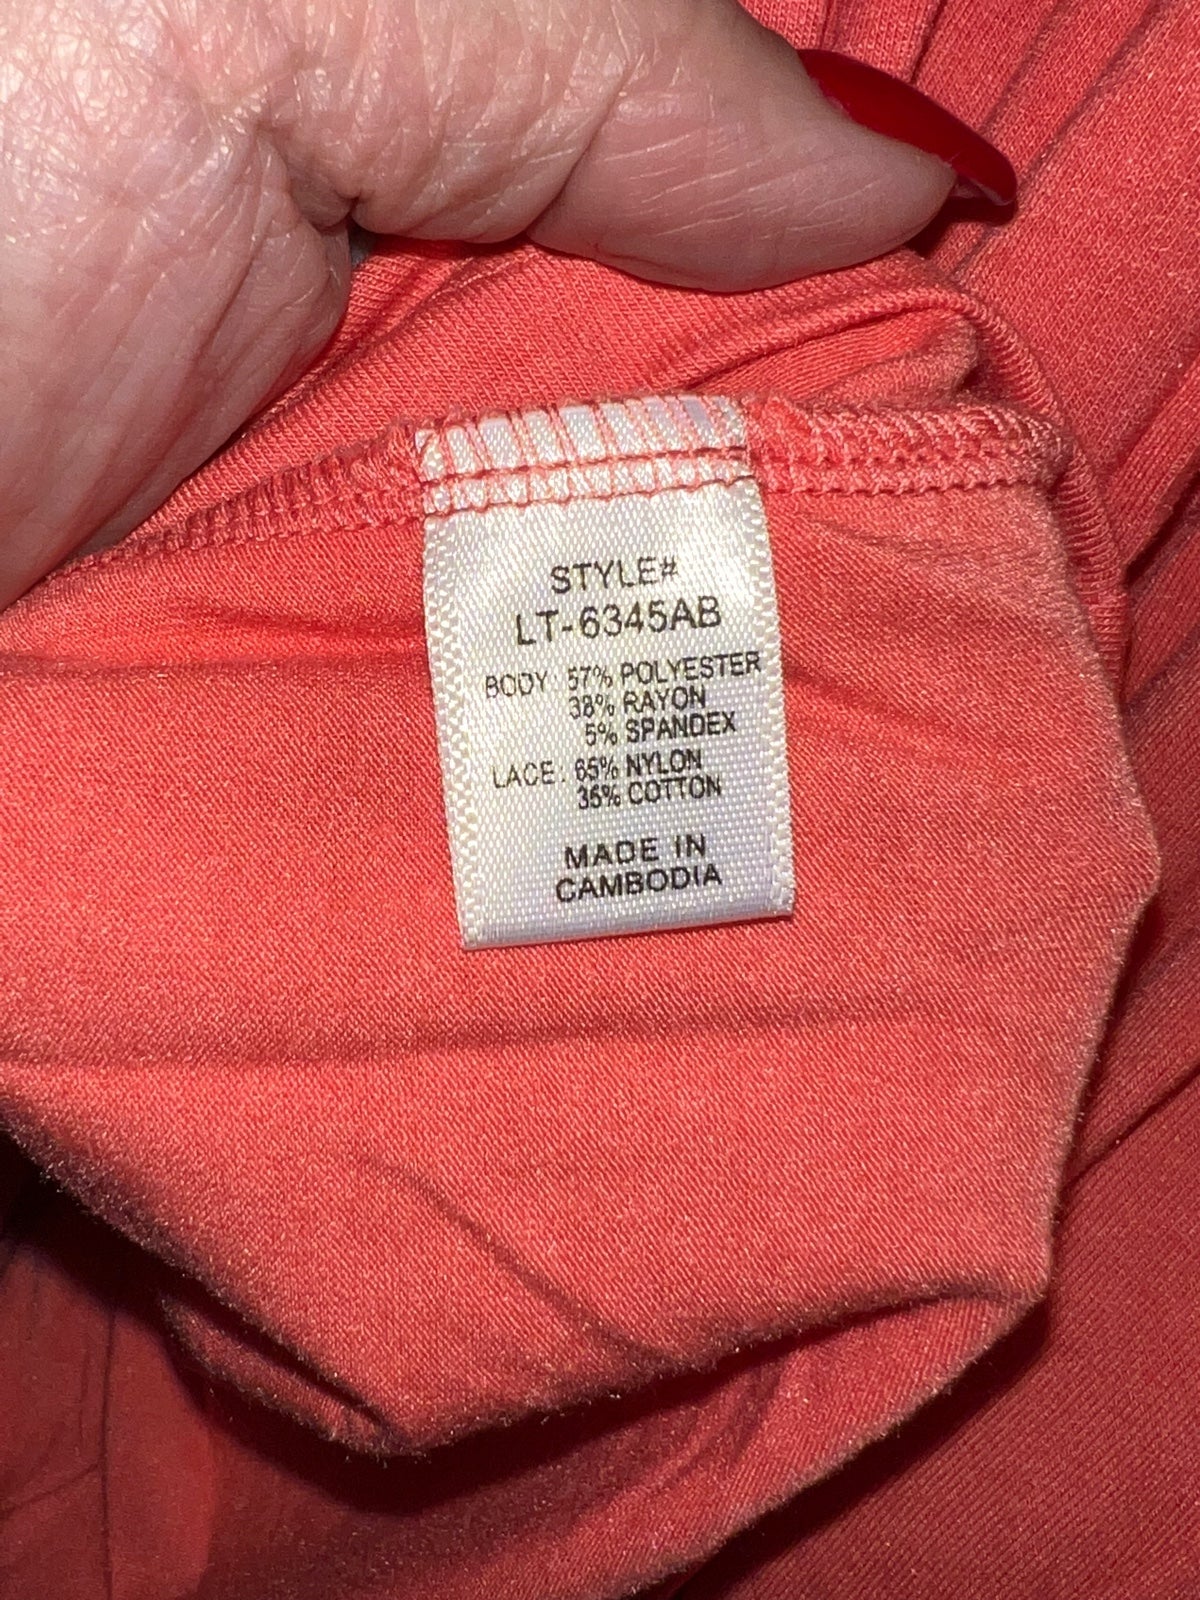 STYLE#
LT-6345AB
BODY: 57% POLYESTER
38% RAYON
5% SPANDEX
LACE: 65% NYLON
35% COTTON
MADE IN
CAMBODIA